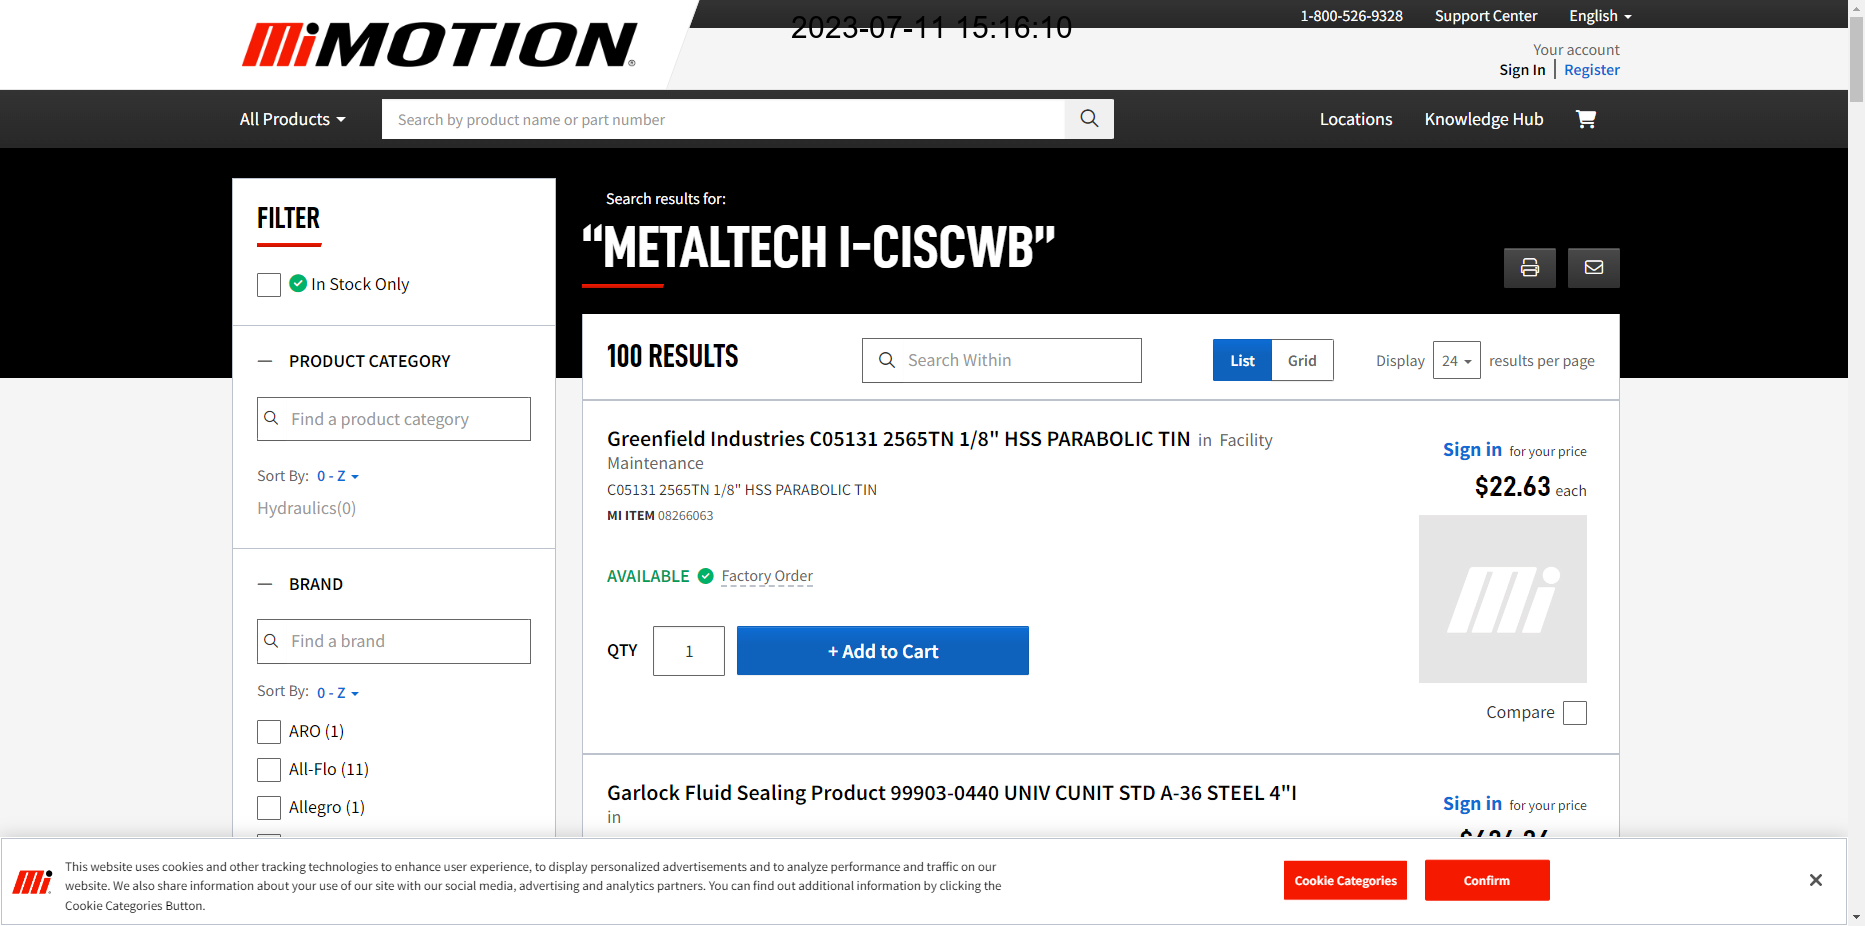 MiMOTION®
2023-07-11 15:16:10
1-800-526-9328 Support Center English
Your account
Sign In Register
All Products Search by product name or part number Locations Knowledge Hub
FILTER
In Stock Only
PRODUCT CATEGORY
Find a product category
Sort By: 0 - Z
Hydraulics(0)
BRAND
Find a brand
Sort By: 0 - Z
ARO (1)
All-Flo (11)
Allegro (1)
Search results for:
“METALTECH I-CISCWB”
100 RESULTS Search Within List Grid Display 24 results per page
Greenfield Industries C05131 2565TN 1/8" HSS PARABOLIC TIN in Facility
Maintenance
C05131 2565TN 1/8" HSS PARABOLIC TIN
MI ITEM 08266063
AVAILABLE Factory Order
QTY 1 + Add to Cart
Sign in for your price
$22.63 each
mi
Compare
Garlock Fluid Sealing Product 99903-0440 UNIV CUNIT STD A-36 STEEL 4"I
in
Sign in for your price
mi
This website uses cookies and other tracking technologies to enhance user experience, to display personalized advertisements and to analyze performance and traffic on our
website. We also share information about your use of our site with our social media, advertising and analytics partners. You can find out additional information by clicking the
Cookie Categories Button.
Cookie Categories Confirm